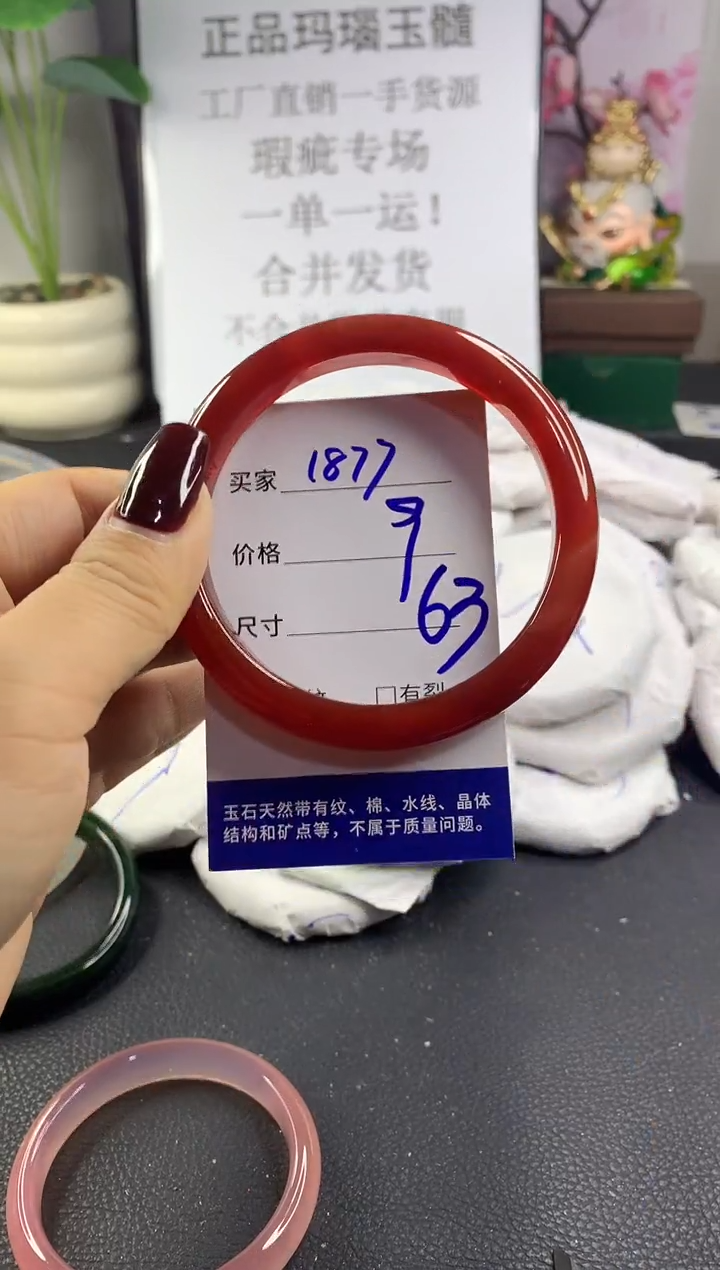 正品玛瑙玉髓
工厂直销一手货源
瑕疵专场
一单一运！
合并发货
不合
买家 1877
价格 9
尺寸 63
□有裂
玉石天然带有纹、棉、水线、晶体
结构和矿点等，不属于质量问题。